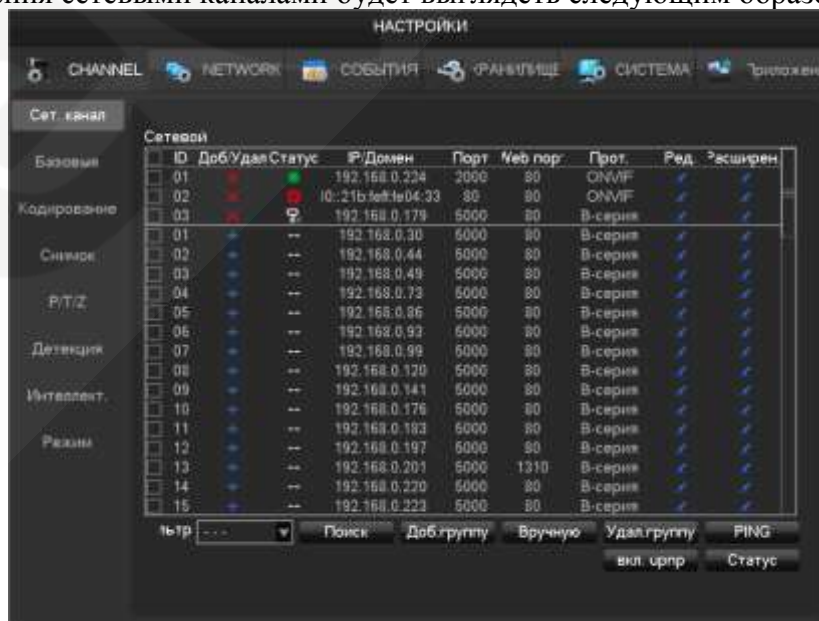 сетевыми каналами будет выглядеть следующим
НАСТРОЙКИ
CHANNEL NETWORK СОБЫТИЯ СИСТЕМА
Сет. канал
Сетевой
Базовые
Кодирование
Снимок
P/T/Z
Детекция
Интеллект.
Режим
ID Доб/Удал Статус IP/Домен Порт Прот. Ред.
01 192.168.0.224 2000 80 ONVIF
02 80 80 ONVIF
03 192.168.0.179 5000 80 В-серия
01 -- 192.168.0.30 5000 80 В-серия
02 -- 192.168.0.44 5000 80 В-серия
03 -- 192.168.0.49 5000 80 В-серия
04 -- 192.168.0.73 5000 80 В-серия
05 -- 192.168.0.86 5000 80 В-серия
06 -- 192.168.0.93 5000 80 В-серия
07 -- 192.168.0.99 5000 80 В-серия
08 -- 192.168.0.120 5000 80 В-серия
09 -- 192.168.0.141 5000 80 В-серия
10 -- 192.168.0.176 5000 80 В-серия
11 -- 192.168.0.183 5000 80 В-серия
12 -- 192.168.0.197 5000 80 В-серия
13 -- 192.168.0.201 5000 1310 В-серия
14 -- 192.168.0.220 5000 80 В-серия
15 -- 192.168.0.223 5000 80 В-серия
--- Поиск Доб.группу Вручную Удал.группу PING
вкл. Статус